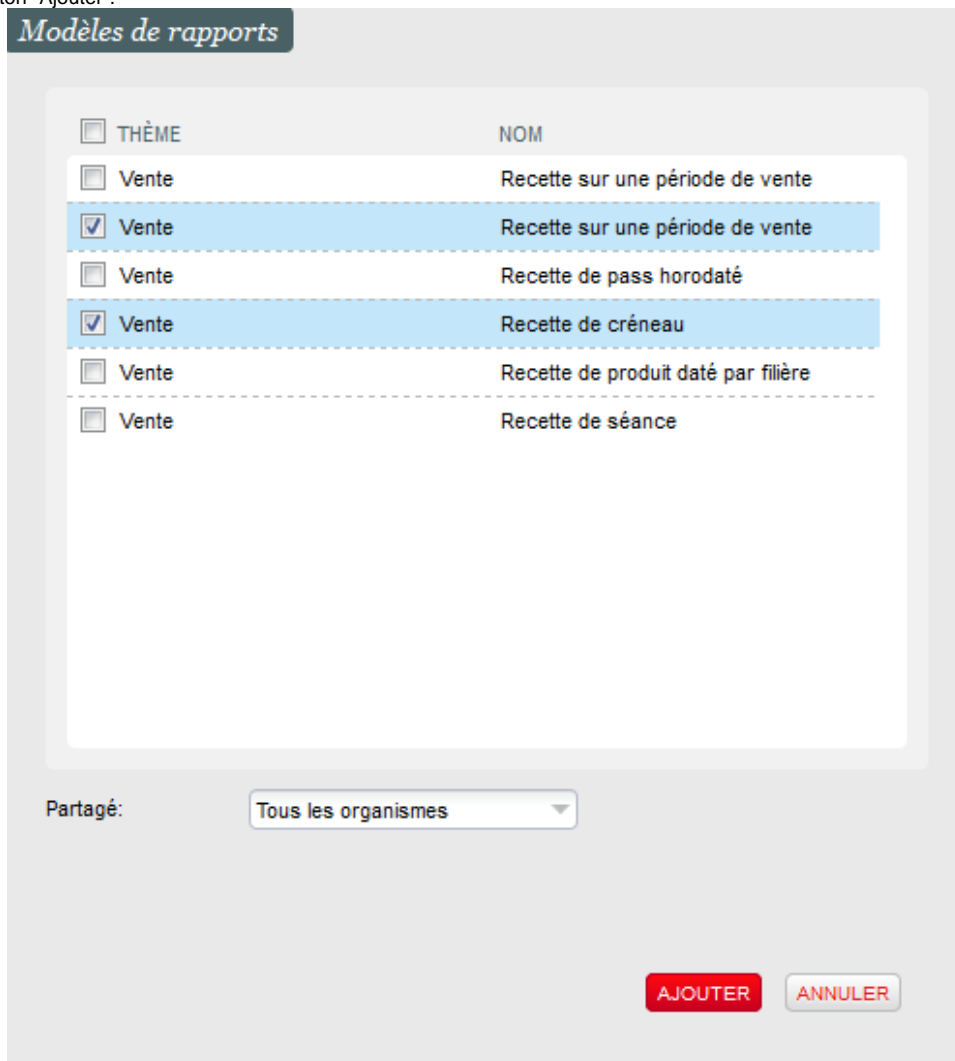 Ajouter".
Modèles de rapports
THÈME NOM
Vente Recette sur une période de vente
Vente Recette sur une période de vente
Vente Recette de pass horodaté
Vente Recette de créneau
Vente Recette de produit daté par filière
Vente Recette de séance
Partagé: Tous les organismes
AJOUTER ANNULER